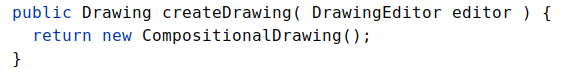 public Drawing createDrawing( DrawingEditor editor ) {
  return new CompositionalDrawing();
}